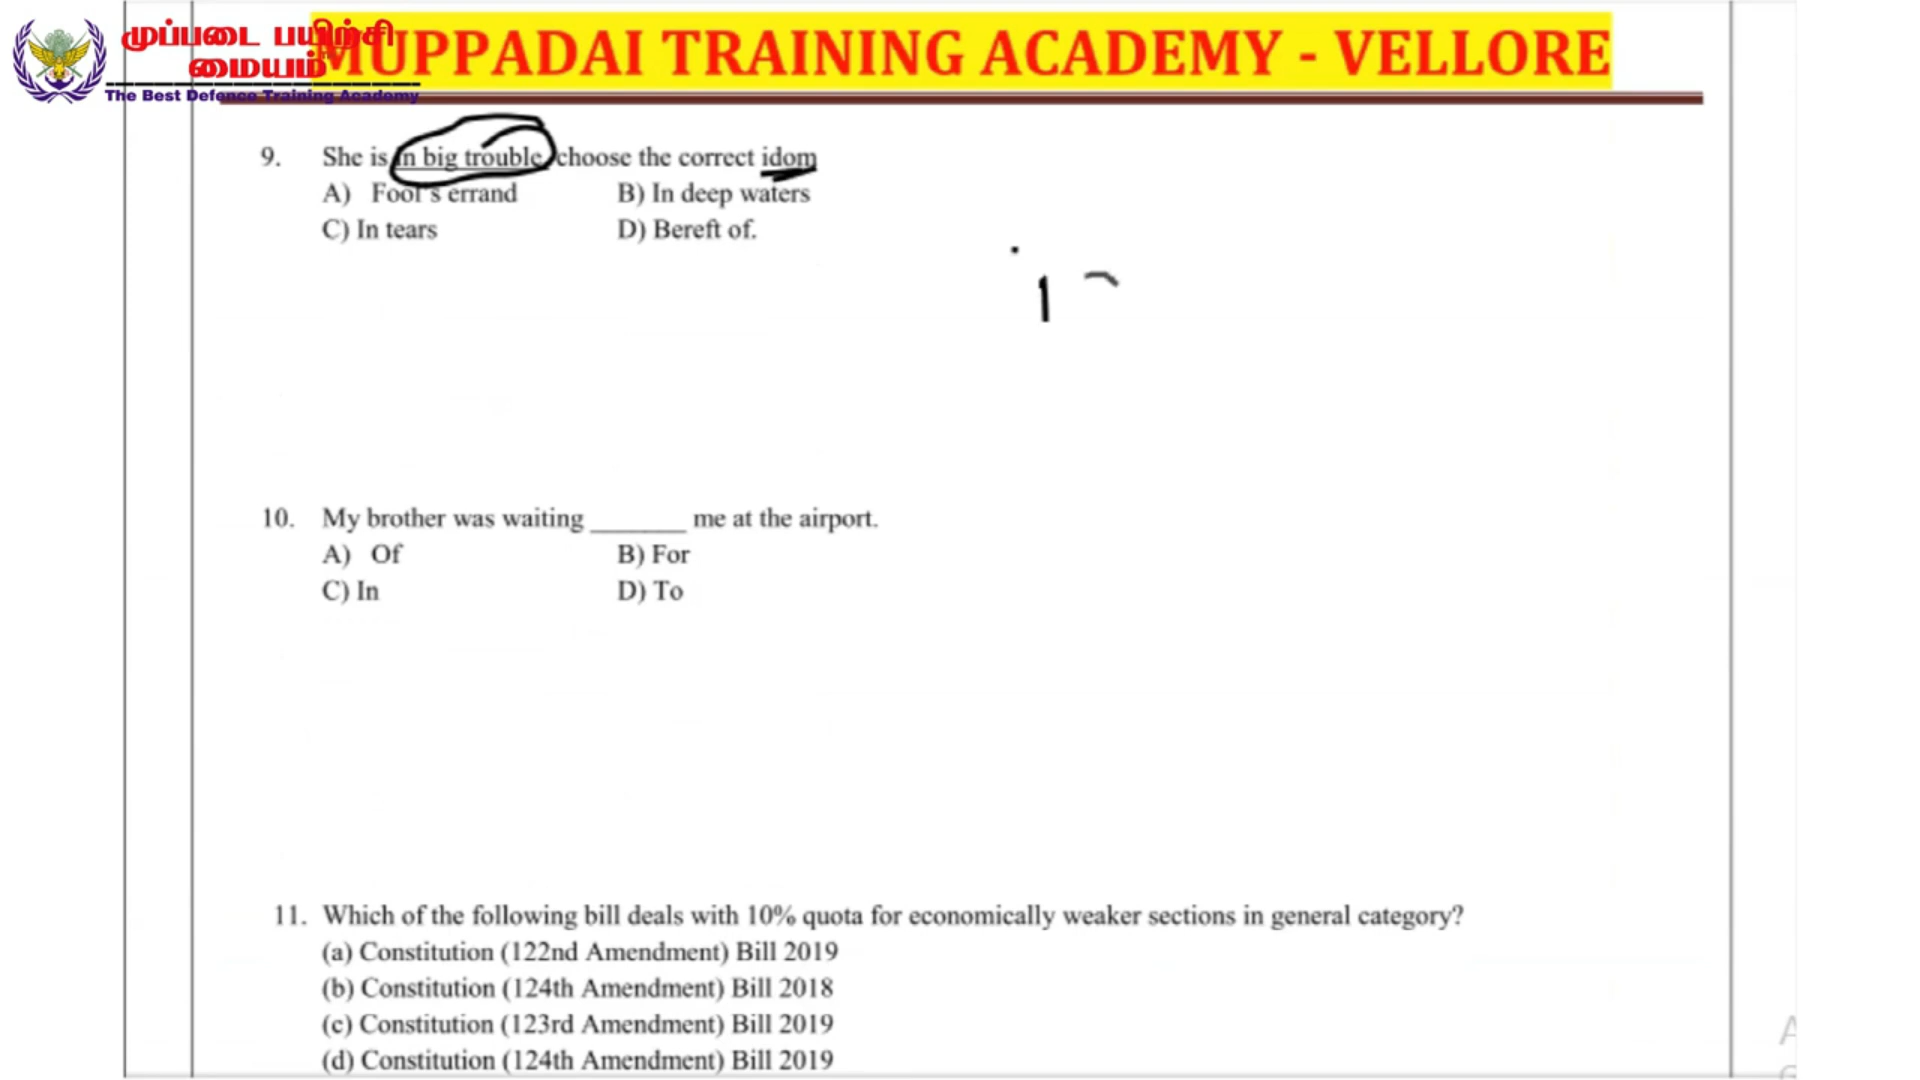 முப்படை பயிற்சி
மையம்
The Best Defence Training Academy
MUPPADAI TRAINING ACADEMY - VELLORE
9. She is in big trouble choose the correct idom
A) Fool's errand B) In deep waters
C) In tears D) Bereft of.
10. My brother was waiting _______ me at the airport.
A) Of B) For
C) In D) To
11. Which of the following bill deals with 10% quota for economically weaker sections in general category?
(a) Constitution (122nd Amendment) Bill 2019
(b) Constitution (124th Amendment) Bill 2018
(c) Constitution (123rd Amendment) Bill 2019
(d) Constitution (124th Amendment) Bill 2019